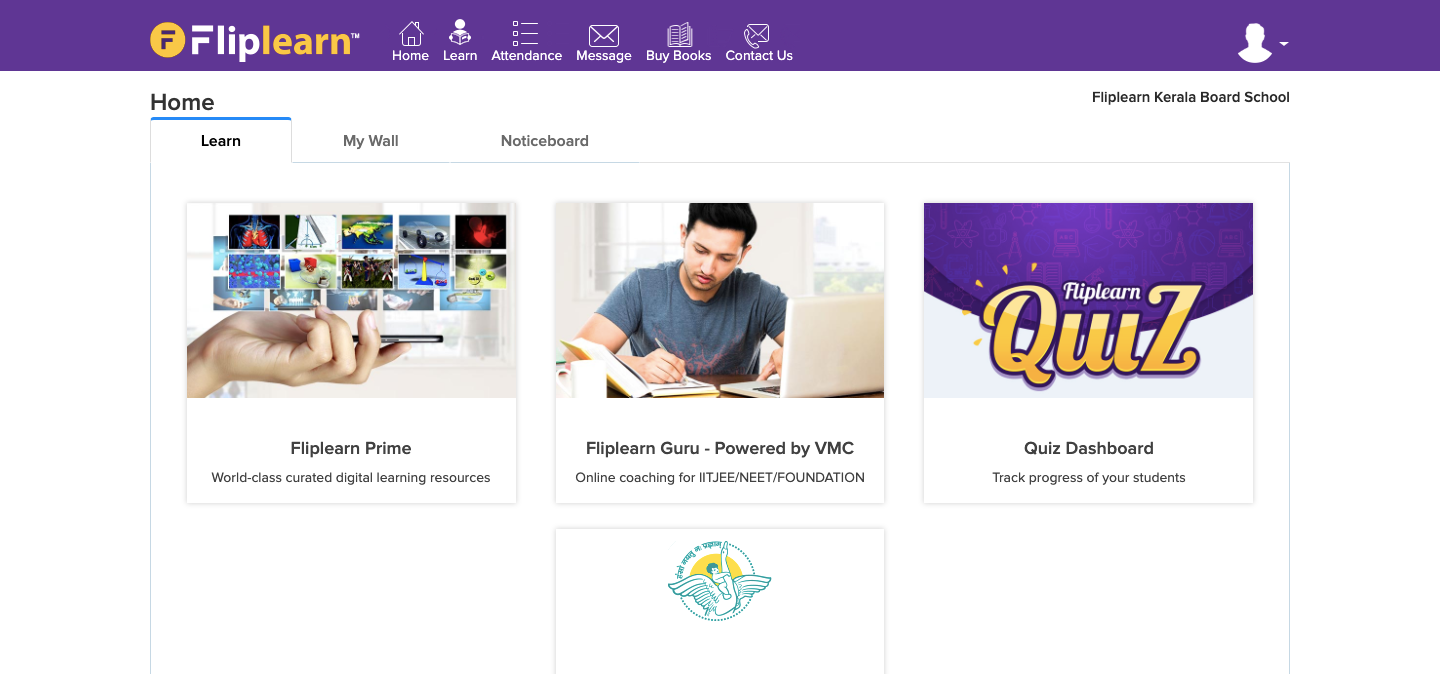 Fliplearn™
Home
Learn
Attendance
Message
Buy Books
Contact Us
Home
Fliplearn Kerala Board School
Learn
My Wall
Noticeboard
Fliplearn
Quiz
Fliplearn Prime
World-class curated digital learning resources
Fliplearn Guru - Powered by VMC
Online coaching for IITJEE/NEET/FOUNDATION
Quiz Dashboard
Track progress of your students